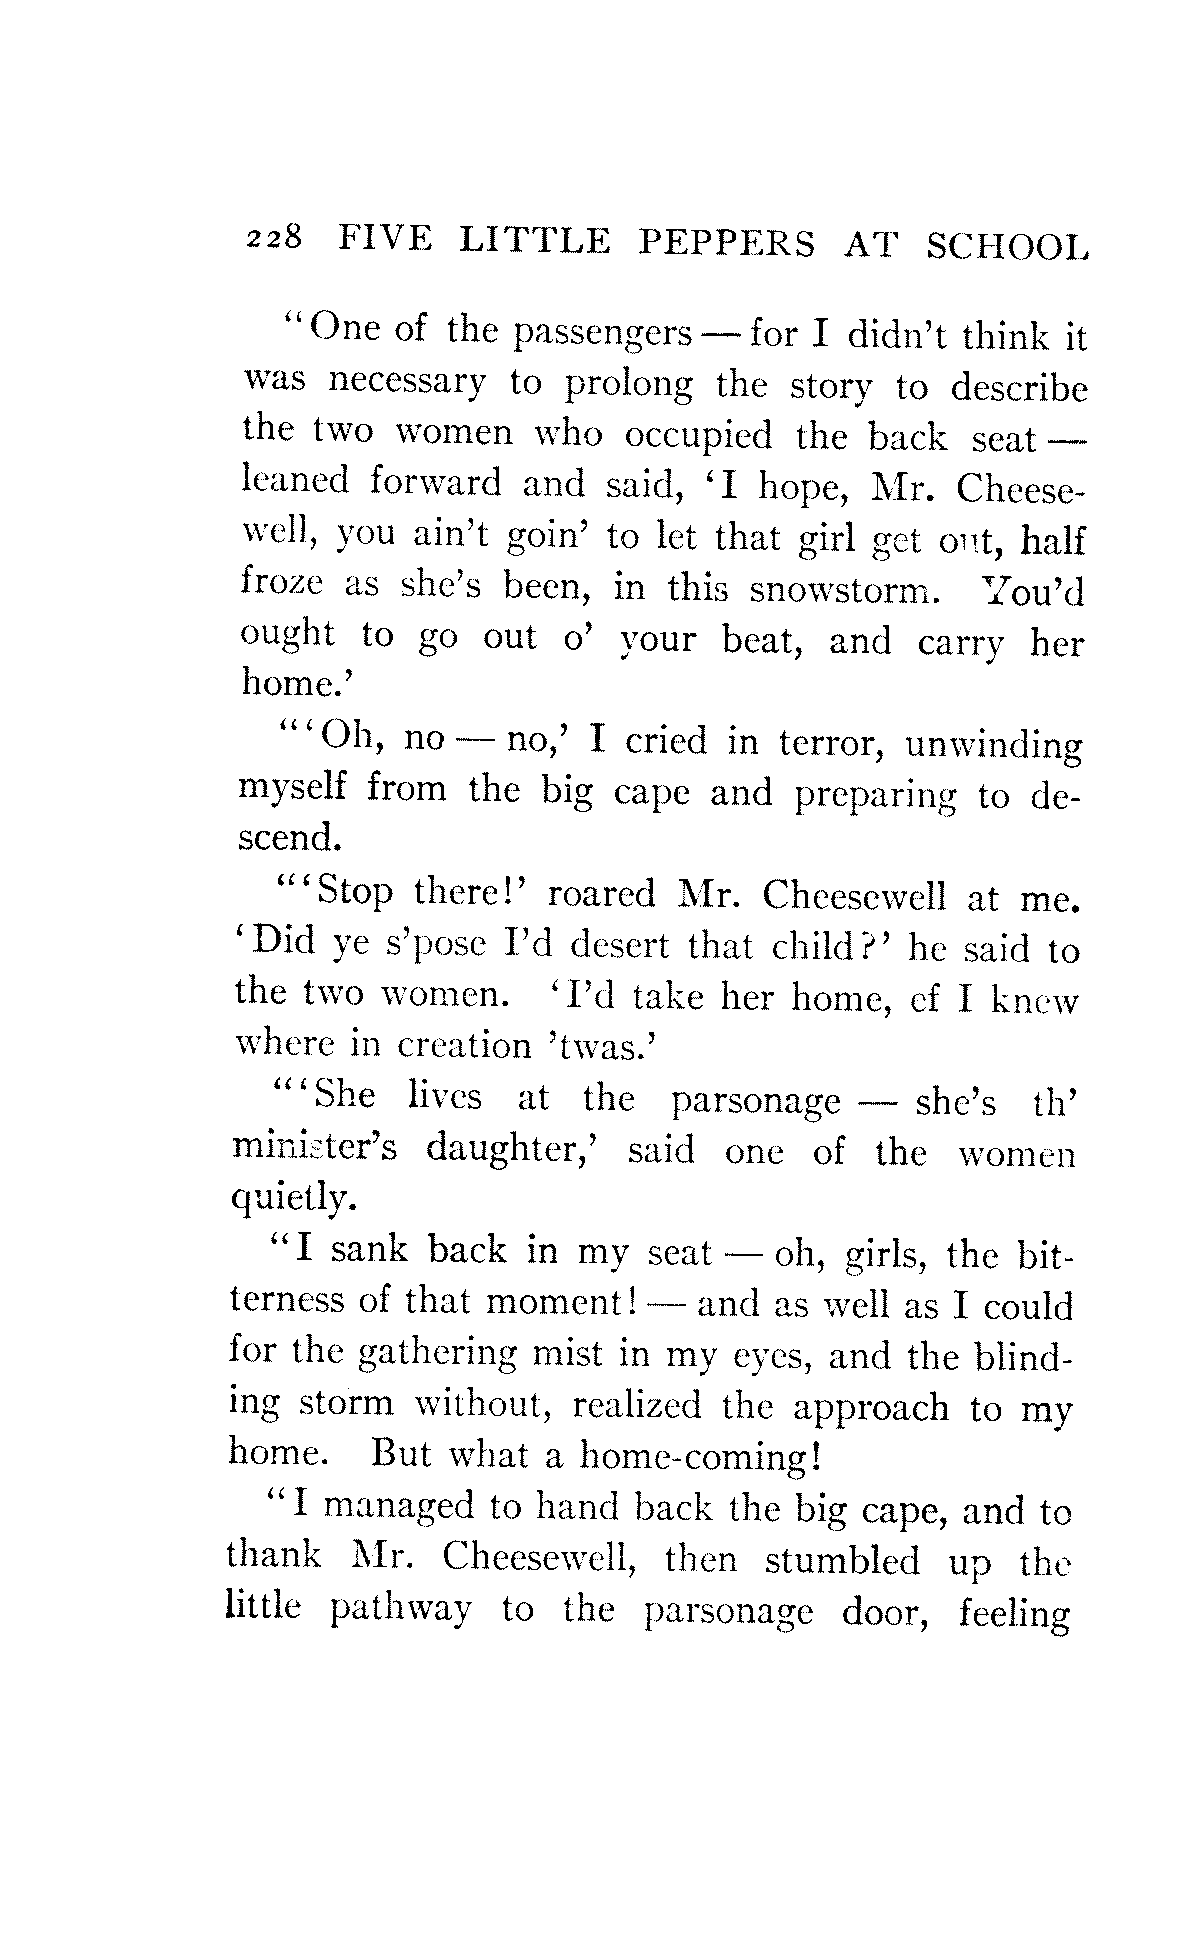 228 FIVE LITTLE PEPPERS AT SCHOOL
“One of the passengers — for I didn’t think it
was necessary to prolong the story to describe
the two women who occupied the back seat —
leaned forward and said, ‘I hope, Mr. Cheese-
well, you ain’t goin’ to let that girl get out, half
froze as she’s been, in this snowstorm. You’d
ought to go out o’ your beat, and carry her
home.’
“‘Oh, no — no,’ I cried in terror, unwinding
myself from the big cape and preparing to de-
scend.
“‘Stop there!’ roared Mr. Cheesewell at me.
‘Did ye s’pose I’d desert that child?’ he said to
the two women. ‘I’d take her home, ef I knew
where in creation ’twas.’
“‘She lives at the parsonage — she’s th’
minister’s daughter,’ said one of the women
quietly.
“I sank back in my seat — oh, girls, the bit-
terness of that moment! — and as well as I could
for the gathering mist in my eyes, and the blind-
ing storm without, realized the approach to my
home. But what a home-coming!
“I managed to hand back the big cape, and to
thank Mr. Cheesewell, then stumbled up the
little pathway to the parsonage door, feeling